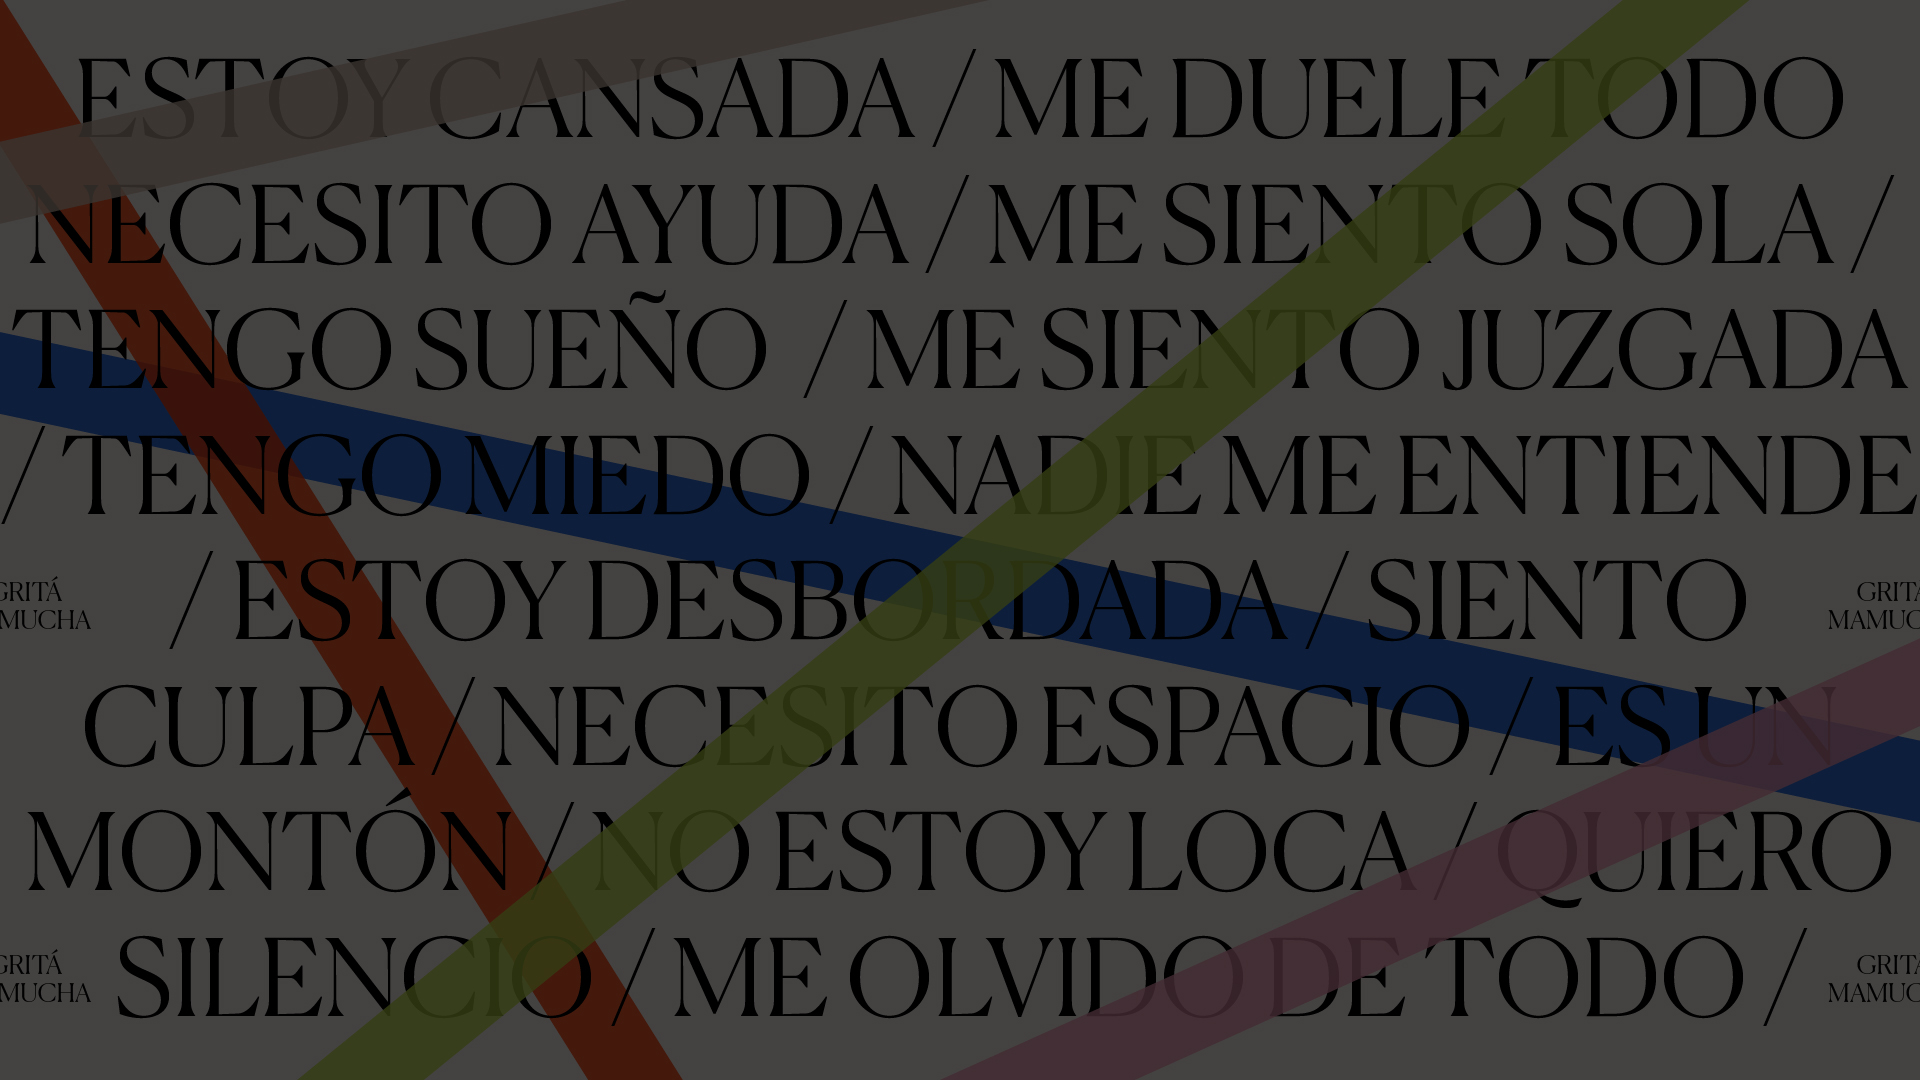 ESTOY CANSADA / ME DUELE TODO
NECESITO AYUDA / ME SIENTO SOLA /
TENGO SUEÑO / ME SIENTO JUZGADA
/ TENGO MIEDO / NADIE ME ENTIENDE
/ ESTOY DESBORDADA / SIENTO
CULPA / NECESITO ESPACIO / ES UN
MONTÓN / NO ESTOY LOCA / QUIERO
SILENCIO / ME OLVIDO DE TODO /
GRITÁ
MUCHA
GRITÁ
MAMUC
GRITÁ
MUCHA
GRITÁ
MAMUC